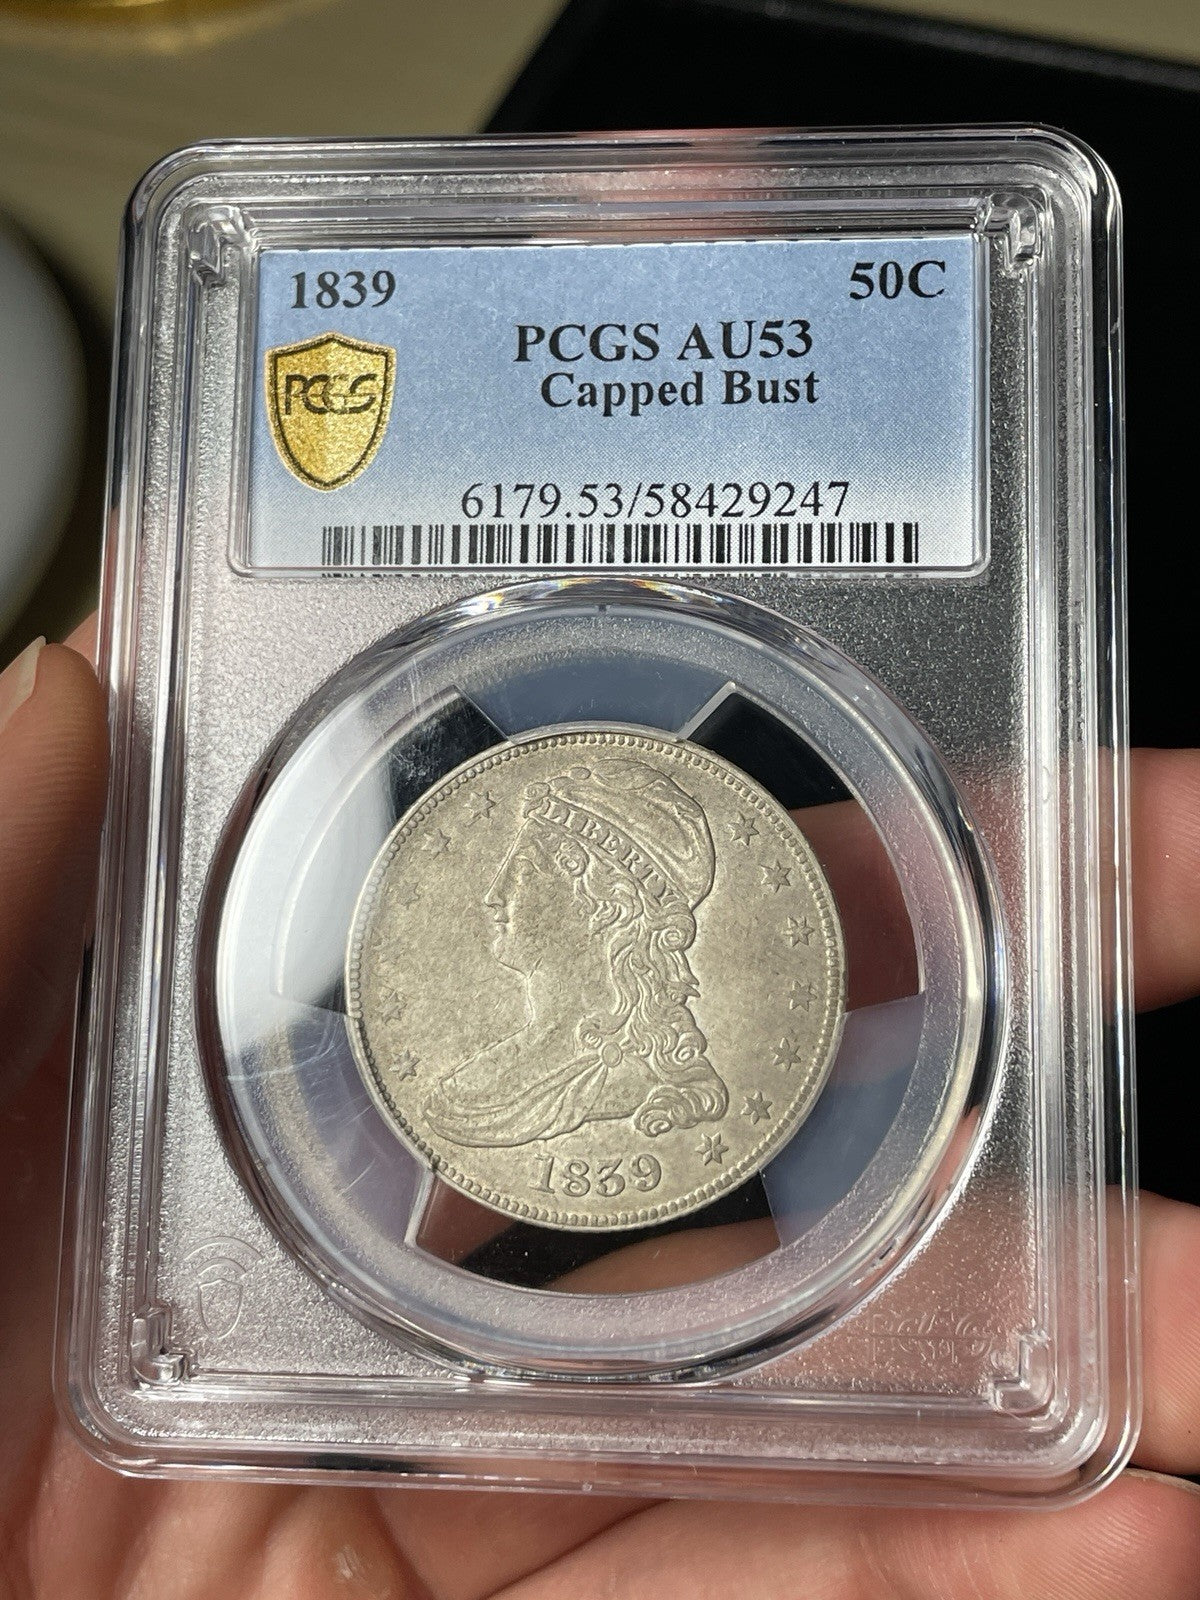 1839 50C
PCGS AU53
Capped Bust
PCGS
6179.53/58429247
LIBERTY
1839